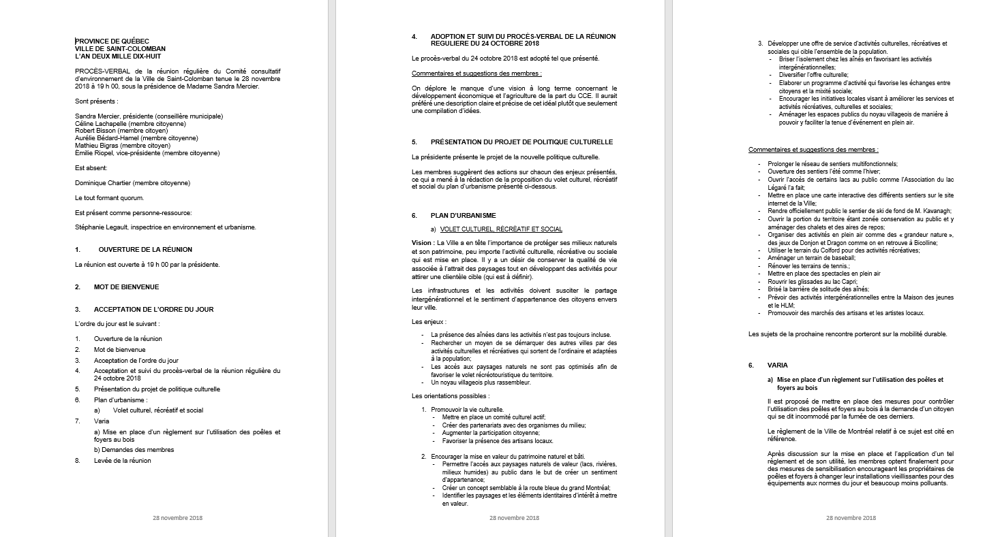 PROVINCE DE QUÉBEC
VILLE DE SAINT-COLOMBAN
L'AN DEUX MILLE DIX-HUIT
PROCÈS-VERBAL de la réunion régulière du Comité consultatif
d'environnement de la Ville de Saint-Colomban tenue le 28 novembre
2018 à 19 h 00, sous la présidence de Madame Sandra Mercier.
Sont présents :
Sandra Mercier, présidente (conseillère municipale)
Céline Lachapelle (membre citoyenne)
Robert Bisson (membre citoyen)
Aurélie Bédard-Hamel (membre citoyenne)
Mathieu Bigras (membre citoyen)
Émilie Riopel, vice-présidente (membre citoyenne)
Est absent:
Dominique Chartier (membre citoyenne)
Le tout formant quorum.
Est présent comme personne-ressource:
Stéphanie Legault, inspectrice en environnement et urbanisme.
1. OUVERTURE DE LA RÉUNION
La réunion est ouverte à 19 h 00 par la présidente.
2. MOT DE BIENVENUE
3. ACCEPTATION DE L'ORDRE DU JOUR
L'ordre du jour est le suivant :
1. Ouverture de la réunion
2. Mot de bienvenue
3. Acceptation de l'ordre du jour
4. Acceptation et suivi du procès-verbal de la réunion régulière du
24 octobre 2018
5. Présentation du projet de politique culturelle
6. Plan d'urbanisme :
a) Volet culturel, récréatif et social
7. Varia
a) Mise en place d'un règlement sur l'utilisation des poêles et
foyers au bois
b) Demandes des membres
8. Levée de la réunion
28 novembre 2018
4. ADOPTION ET SUIVI DU PROCÈS-VERBAL DE LA RÉUNION
REGULIERE DU 24 OCTOBRE 2018
Le procès-verbal du 24 octobre 2018 est adopté tel que présenté.
Commentaires et suggestions des membres :
On déplore le manque d'une vision à long terme concernant le
développement économique et l'agriculture de la part du CCE. Il aurait
préféré une description claire et précise de cet idéal plutôt que seulement
une compilation d'idées.
5. PRÉSENTATION DU PROJET DE POLITIQUE CULTURELLE
La présidente présente le projet de la nouvelle politique culturelle.
Les membres suggèrent des actions sur chacun des enjeux présentés,
ce qui a mené à la rédaction de la proposition du volet culturel, récréatif
et social du plan d'urbanisme présenté ci-dessous.
6. PLAN D'URBANISME
a) VOLET CULTUREL, RÉCRÉATIF ET SOCIAL
Vision : La Ville a en tête l'importance de protéger ses milieux naturels
et son patrimoine, peu importe l'activité culturelle, récréative ou sociale
qui est mise en place. Il y a un désir de conserver la qualité de vie
associée à l'attrait des paysages tout en développant des activités pour
attirer une clientèle cible (qui est à définir).
Les infrastructures et les activités doivent susciter le partage
intergénérationnel et le sentiment d'appartenance des citoyens envers
leur ville.
Les enjeux :
- La présence des aînées dans les activités n'est pas toujours incluse.
- Rechercher un moyen de se démarquer des autres villes par des
activités culturelles et récréatives qui sortent de l'ordinaire et adaptées
à la population;
- Les accès aux paysages naturels ne sont pas optimisés afin de
favoriser le volet récréotouristique du territoire.
- Un noyau villageois plus rassembleur.
Les orientations possibles :
1. Promouvoir la vie culturelle.
- Mettre en place un comité culturel actif;
- Créer des partenariats avec des organismes du milieu;
- Augmenter la participation citoyenne;
- Favoriser la présence des artisans locaux.
2. Encourager la mise en valeur du patrimoine naturel et bâti.
- Permettre l'accès aux paysages naturels de valeur (lacs, rivières,
milieux humides) au public dans le but de créer un sentiment
d'appartenance;
- Créer un concept semblable à la route bleue du grand Montréal;
- Identifier les paysages et les éléments identitaires d'intérêt à mettre
en valeur.
28 novembre 2018
3. Développer une offre de service d'activités culturelles, récréatives et
sociales qui cible l'ensemble de la population.
- Briser l'isolement chez les aînés en favorisant les activités
intergénérationnelles;
- Diversifier l'offre culturelle;
- Elaborer un programme d'activité qui favorise les échanges entre
citoyens et la mixité sociale;
- Encourager les initiatives locales visant à améliorer les services et
activités récréatives, culturelles et sociales;
- Aménager les espaces publics du noyau villageois de manière à
pouvoir y faciliter la tenue d'événement en plein air.
Commentaires et suggestions des membres :
- Prolonger le réseau de sentiers multifonctionnels;
- Ouverture des sentiers l'été comme l'hiver;
- Ouvrir l'accès de certains lacs au public comme l'Association du lac
Légaré l'a fait;
- Mettre en place une carte interactive des différents sentiers sur le site
internet de la Ville;
- Rendre officiellement public le sentier de ski de fond de M. Kavanagh;
- Ouvrir la portion du territoire étant zonée conservation au public et y
aménager des chalets et des aires de repos;
- Organiser des activités en plein air comme des « grandeur nature »,
des jeux de Donjon et Dragon comme on en retrouve à Bicolline;
- Utiliser le terrain du Colford pour des activités récréatives;
- Aménager un terrain de baseball;
- Rénover les terrains de tennis.;
- Mettre en place des spectacles en plein air
- Rouvrir les glissades au lac Capri;
- Brisé la barrière de solitude des aînés;
- Prévoir des activités intergénérationnelles entre la Maison des jeunes
et le HLM;
- Promouvoir des marchés des artisans et les artistes locaux.
Les sujets de la prochaine rencontre porteront sur la mobilité durable.
6. VARIA
a) Mise en place d'un règlement sur l'utilisation des poêles et
foyers au bois
Il est proposé de mettre en place des mesures pour contrôler
l'utilisation des poêles et foyers au bois à la demande d'un citoyen
qui se dit incommodé par la fumée de ces derniers.
Le règlement de la Ville de Montréal relatif à ce sujet est cité en
référence.
Après discussion sur la mise en place et l'application d'un tel
règlement et de son utilité, les membres optent finalement pour
des mesures de sensibilisation encourageant les propriétaires de
poêles et foyers à changer leur installations vieillissantes pour des
équipements aux normes du jour et beaucoup moins polluants.
28 novembre 2018